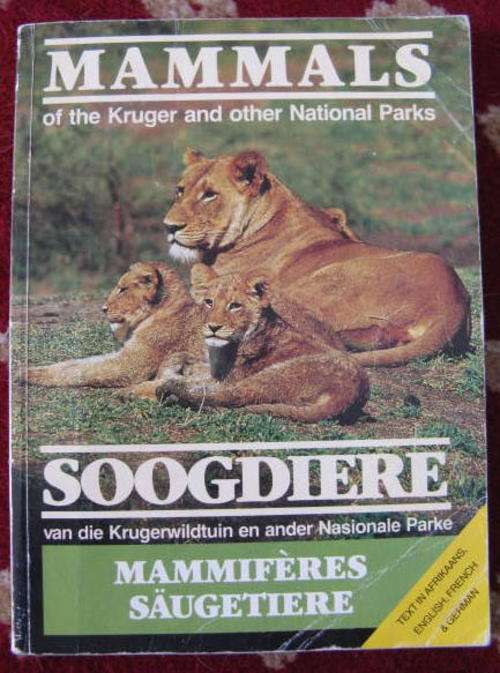 MAMMALS
of the Kruger and other National Parks
SOOGDIERE
van die Krugerwildtuin en ander Nasionale Parke
MAMMIFÈRES
SÄUGETIERE
TEXT IN AFRIKAANS,
ENGLISH, FRENCH
& GERMAN